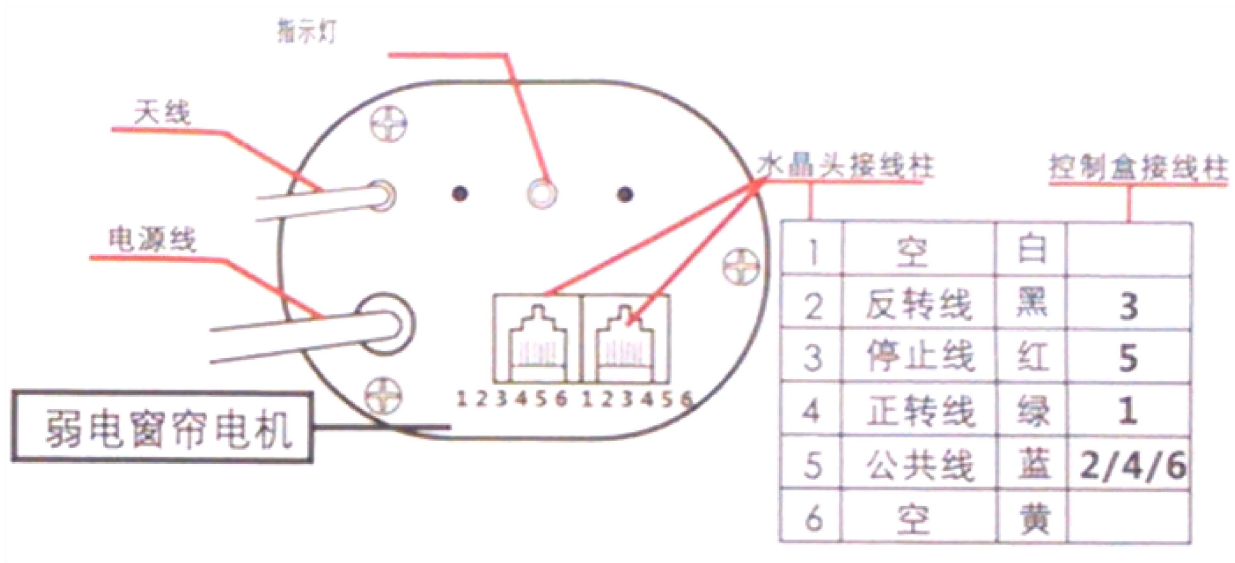 指示灯
天线
水晶头接线柱 控制盒接线柱
电源线
1 空 白
2 反转线 黑 3
3 停止线 红 5
4 正转线 绿 1
5 公共线 蓝 2/4/6
6 空 黄
1 2 3 4 5 6 1 2 3 4 5 6
弱电窗帘电机